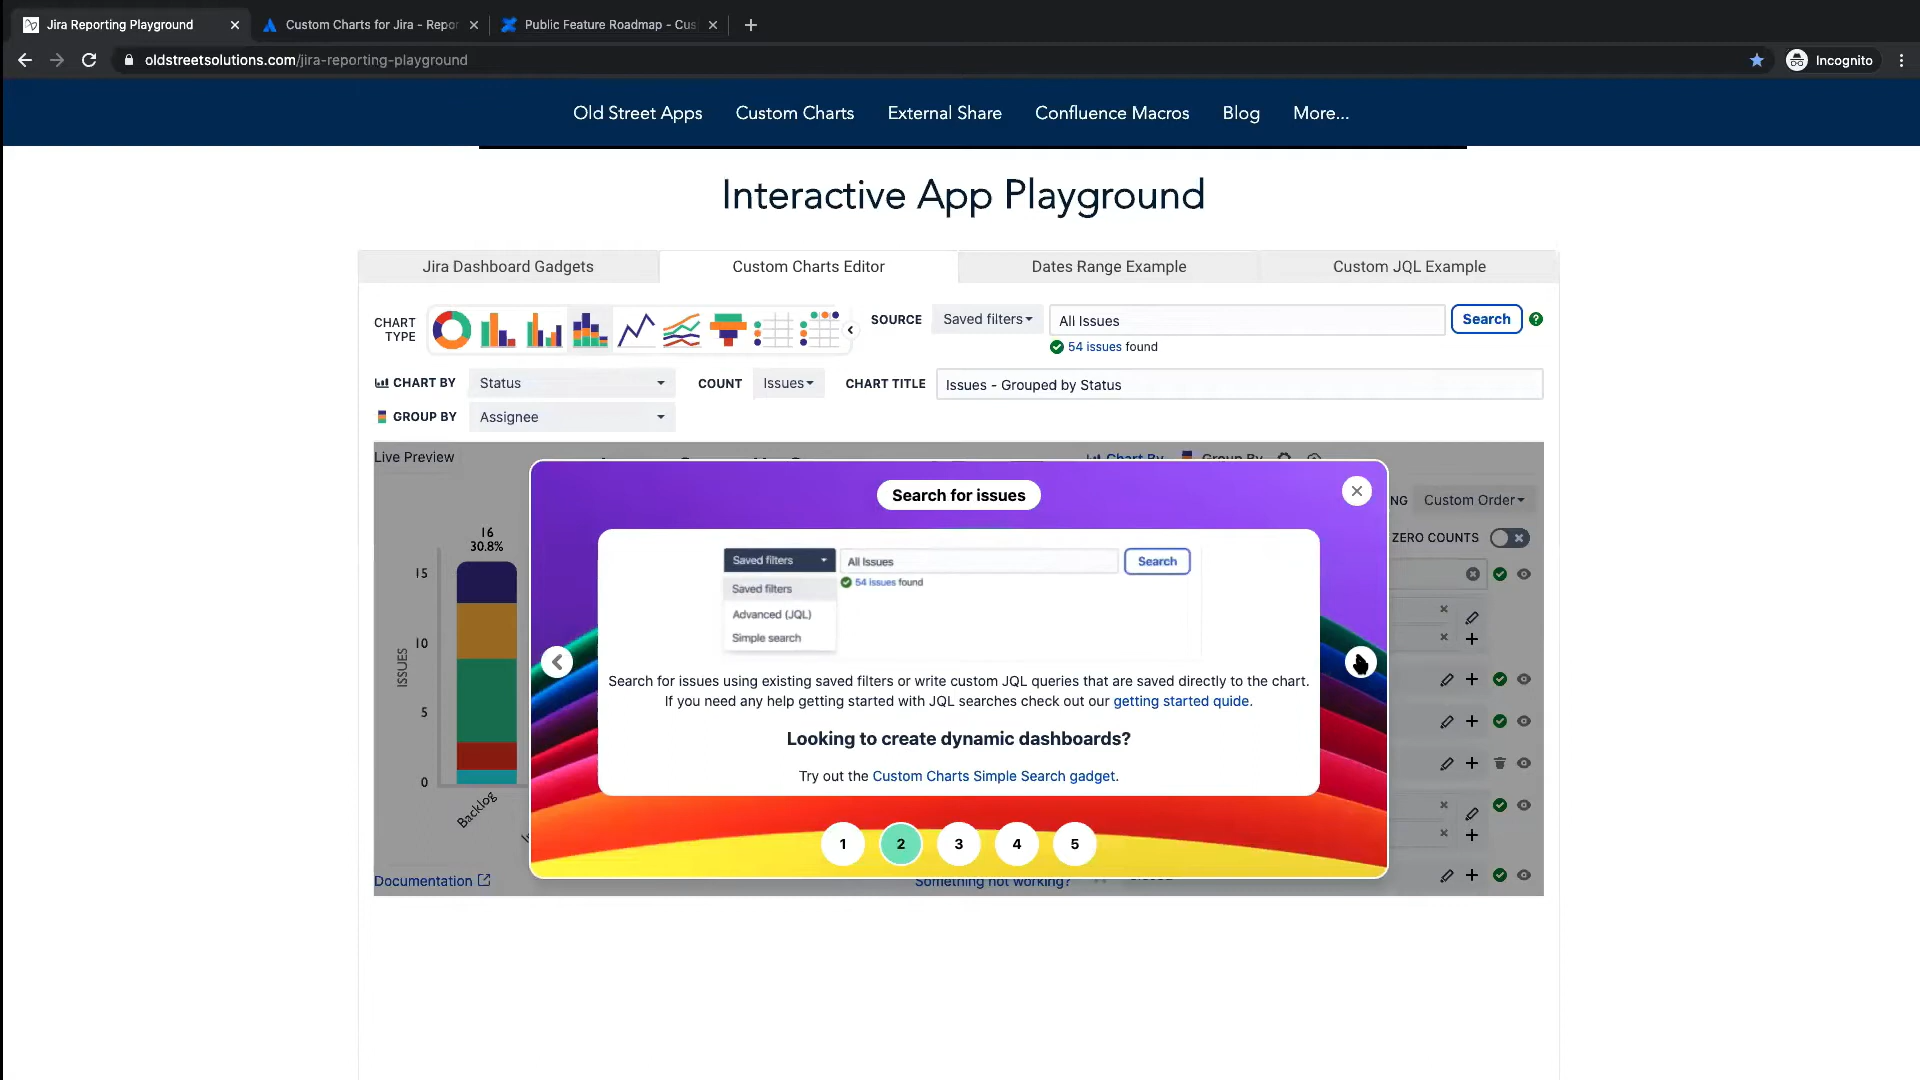 Jira Reporting Playground
Custom Charts for Jira - Repor
Public Feature Roadmap - Cus
oldstreetsolutions.com/jira-reporting-playground
Incognito
Old Street Apps
Custom Charts
External Share
Confluence Macros
Blog
More...
Interactive App Playground
Jira Dashboard Gadgets
Custom Charts Editor
Dates Range Example
Custom JQL Example
CHART
TYPE
SOURCE
Saved filters
All Issues
Search
54 issues found
CHART BY
Status
COUNT
Issues
CHART TITLE
Issues - Grouped by Status
GROUP BY
Assignee
Live Preview
Chart By
Group By
NG
Custom Order
ZERO COUNTS
16
30.8%
15
10
5
0
ISSUES
Backlog
Search for issues
Saved filters
All Issues
Search
54 issues found
Saved filters
Advanced (JQL)
Simple search
Search for issues using existing saved filters or write custom JQL queries that are saved directly to the chart.
If you need any help getting started with JQL searches check out our getting started guide.
Looking to create dynamic dashboards?
Try out the Custom Charts Simple Search gadget.
1
2
3
4
5
Documentation
Something not working?